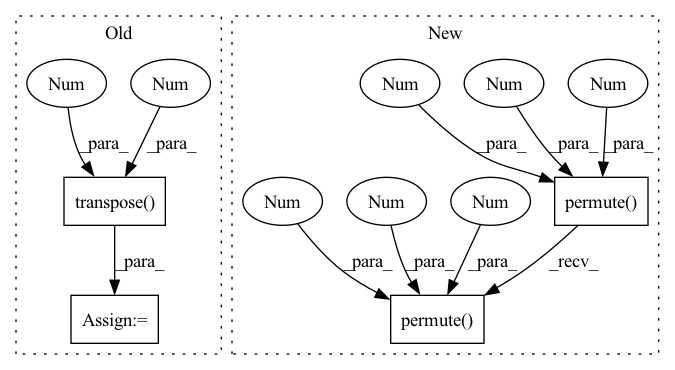 Old
New
Num
Num
Num
Num
Num
_para_
_para_
_para_
_para_
_para_
transpose()
Num
Num
Num
permute()
_para_
_para_
_para_
_para_
_recv_
Assign:=
permute()